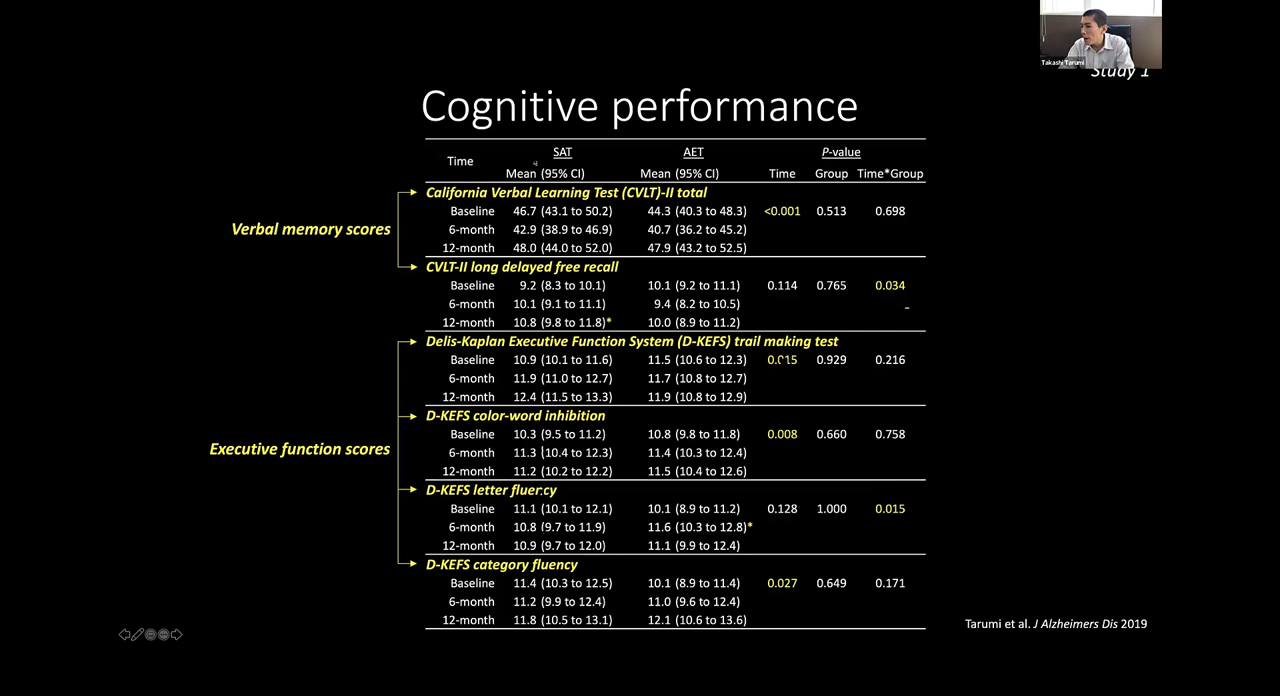 Takashi Tarumi
Study 1
Cognitive performance
Time SAT AET P-value
Mean (95% CI) Mean (95% CI) Time Group Time*Group
California Verbal Learning Test (CVLT)-II total
Verbal memory scores
Baseline 46.7 (43.1 to 50.2) 44.3 (40.3 to 48.3) <0.001 0.513 0.698
6-month 42.9 (38.9 to 46.9) 40.7 (36.2 to 45.2)
12-month 48.0 (44.0 to 52.0) 47.9 (43.2 to 52.5)
CVLT-II long delayed free recall
Baseline 9.2 (8.3 to 10.1) 10.1 (9.2 to 11.1) 0.114 0.765 0.034
6-month 10.1 (9.1 to 11.1) 9.4 (8.2 to 10.5)
12-month 10.8 (9.8 to 11.8)* 10.0 (8.9 to 11.2)
Delis-Kaplan Executive Function System (D-KEFS) trail making test
Baseline 10.9 (10.1 to 11.6) 11.5 (10.6 to 12.3) 0.015 0.929 0.216
6-month 11.9 (11.0 to 12.7) 11.7 (10.8 to 12.7)
12-month 12.4 (11.5 to 13.3) 11.9 (10.8 to 12.9)
D-KEFS color-word inhibition
Executive function scores
Baseline 10.3 (9.5 to 11.2) 10.8 (9.8 to 11.8) 0.008 0.660 0.758
6-month 11.3 (10.4 to 12.3) 11.4 (10.3 to 12.4)
12-month 11.2 (10.2 to 12.2) 11.5 (10.4 to 12.6)
D-KEFS letter fluency
Baseline 11.1 (10.1 to 12.1) 10.1 (8.9 to 11.2) 0.128 1.000 0.015
6-month 10.8 (9.7 to 11.9) 11.6 (10.3 to 12.8)*
12-month 10.9 (9.7 to 12.0) 11.1 (9.9 to 12.4)
D-KEFS category fluency
Baseline 11.4 (10.3 to 12.5) 10.1 (8.9 to 11.4) 0.027 0.649 0.171
6-month 11.2 (9.9 to 12.4) 11.0 (9.6 to 12.4)
12-month 11.8 (10.5 to 13.1) 12.1 (10.6 to 13.6)
Tarumi et al. J Alzheimers Dis 2019